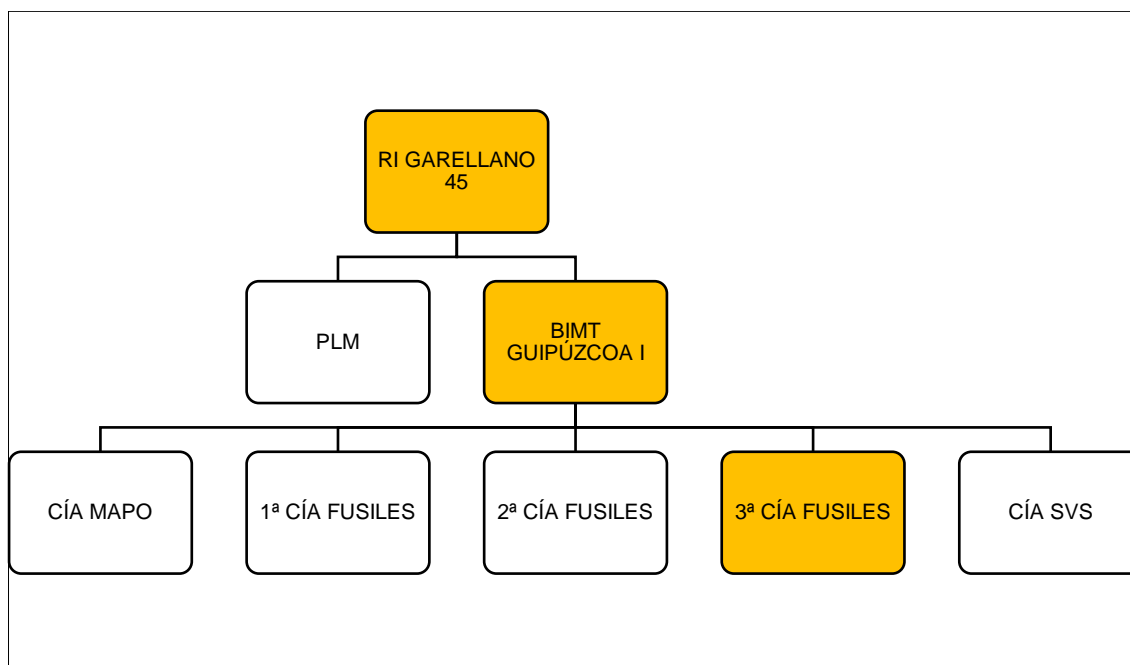 RI GARELLANO
45
PLM
BIMT
GUIPÚZCOA I
CÍA MAPO
1ª CÍA FUSILES
2ª CÍA FUSILES
3ª CÍA FUSILES
CÍA SVS